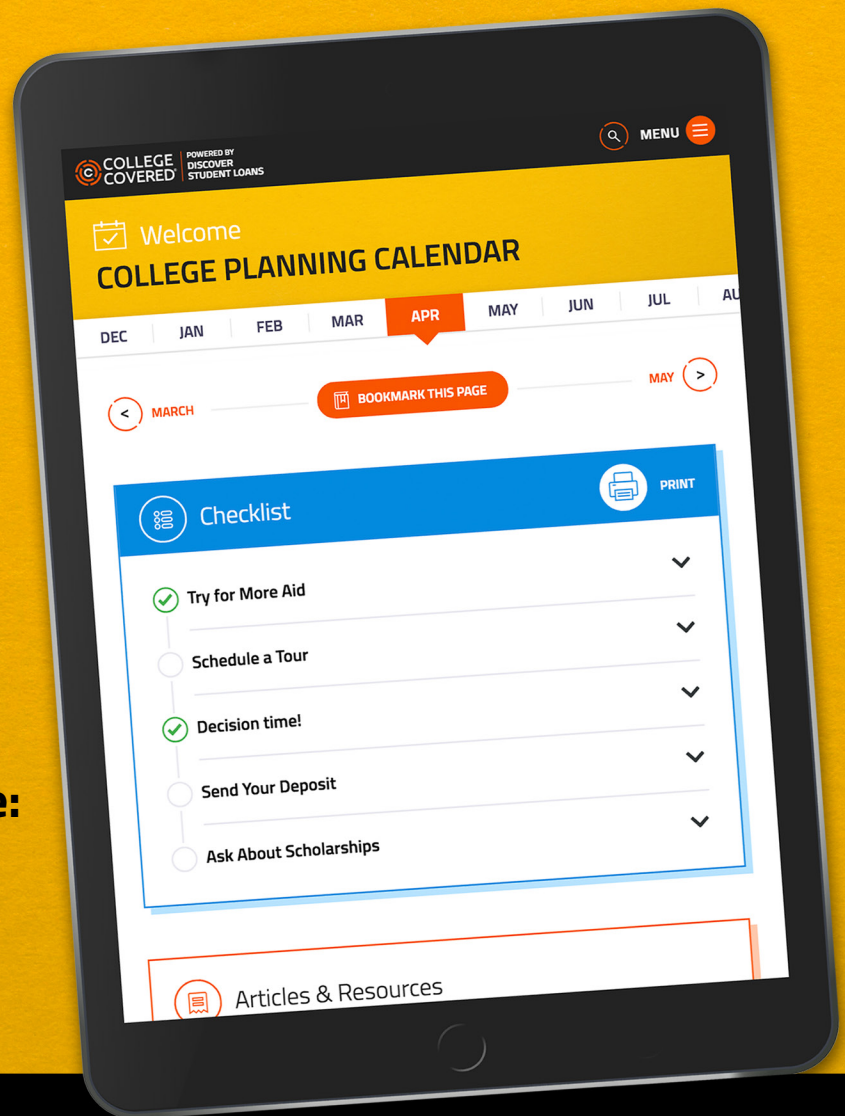 COLLEGE COVERED®
POWERED BY
DISCOVER
STUDENT LOANS
MENU
Welcome
COLLEGE PLANNING CALENDAR
DEC JAN FEB MAR APR MAY JUN JUL AU
< MARCH BOOKMARK THIS PAGE MAY >
Checklist PRINT
Try for More Aid
Schedule a Tour
Decision time!
Send Your Deposit
Ask About Scholarships
e:
Articles & Resources